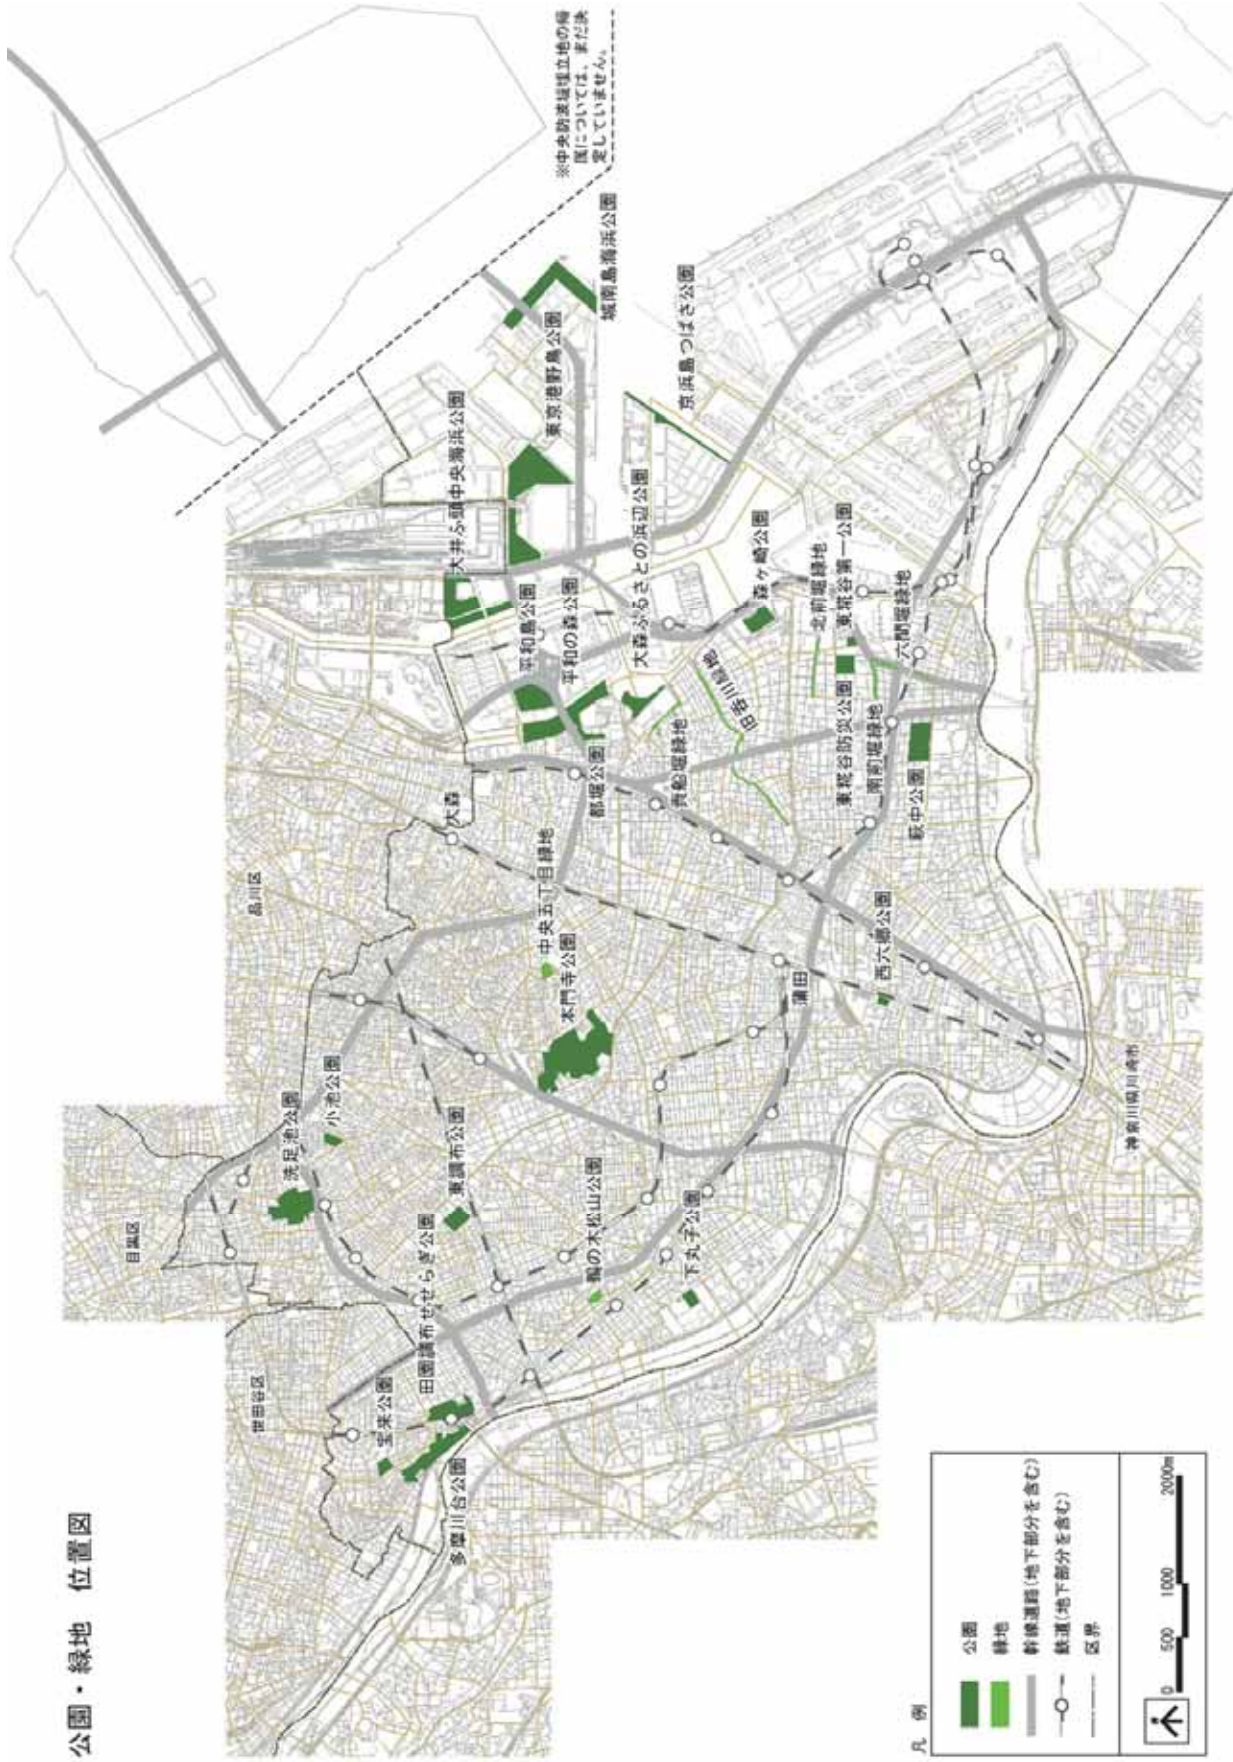 公園・緑地　位置図
※中央防波堤埋立地の帰
属については、まだ決
定していません。
目黒区
世田谷区
品川区
洗足池公園
小池公園
大森
大井ふ頭中央海浜公園
東京港野鳥公園
城南島海浜公園
宝来公園
田園調布せせらぎ公園
東調布公園
多摩川台公園
中央五丁目緑地
本門寺公園
都堀公園
平和島公園
平和の森公園
大森ふるさとの浜辺公園
京浜島つばさ公園
鵜の木松山公園
下丸子公園
貴船堀緑地
旧呑川緑地
森ヶ崎公園
蒲田
北前堀緑地
東糀谷第一公園
東糀谷防災公園
南前堀緑地
六間堀緑地
萩中公園
西六郷公園
神奈川県川崎市
凡　例
公園
緑地
幹線道路(地下部分を含む)
鉄道(地下部分を含む)
区界
0 500 1000 2000m